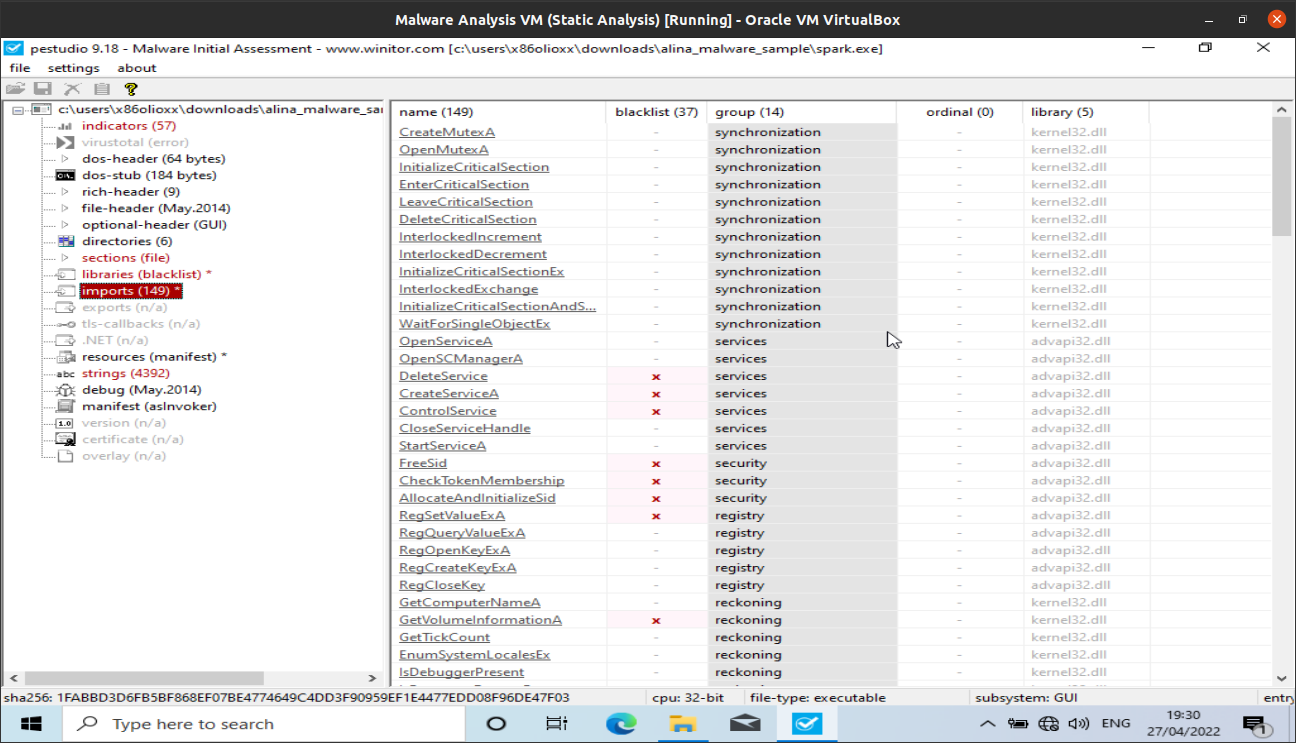 Malware Analysis VM (Static Analysis) [Running] - Oracle VM VirtualBox
pestudio 9.18 - Malware Initial Assessment - www.winitor.com [c:\users\x86olioxx\downloads\alina_malware_sample\spark.exe]
file settings about
c:\users\x86olioxx\downloads\alina_malware_sa
indicators (57)
virustotal (error)
dos-header (64 bytes)
dos-stub (184 bytes)
rich-header (9)
file-header (May.2014)
optional-header (GUI)
directories (6)
sections (file)
libraries (blacklist) *
imports (149) *
exports (n/a)
tls-callbacks (n/a)
.NET (n/a)
resources (manifest) *
abc strings (4392)
debug (May.2014)
manifest (asInvoker)
1.0 version (n/a)
certificate (n/a)
overlay (n/a)
name (149) blacklist (37) group (14) ordinal (0) library (5)
CreateMutexA - synchronization - kernel32.dll
OpenMutexA - synchronization - kernel32.dll
InitializeCriticalSection - synchronization - kernel32.dll
EnterCriticalSection - synchronization - kernel32.dll
LeaveCriticalSection - synchronization - kernel32.dll
DeleteCriticalSection - synchronization - kernel32.dll
InterlockedIncrement - synchronization - kernel32.dll
InterlockedDecrement - synchronization - kernel32.dll
InitializeCriticalSectionEx - synchronization - kernel32.dll
InterlockedExchange - synchronization - kernel32.dll
InitializeCriticalSectionAndS... - synchronization - kernel32.dll
WaitForSingleObjectEx - synchronization - kernel32.dll
OpenServiceA - services - advapi32.dll
OpenSCManagerA - services - advapi32.dll
DeleteService x services - advapi32.dll
CreateServiceA x services - advapi32.dll
ControlService x services - advapi32.dll
CloseServiceHandle - services - advapi32.dll
StartServiceA - services - advapi32.dll
FreeSid x security - advapi32.dll
CheckTokenMembership x security - advapi32.dll
AllocateAndInitializeSid x security - advapi32.dll
RegSetValueExA x registry - advapi32.dll
RegQueryValueExA - registry - advapi32.dll
RegOpenKeyExA - registry - advapi32.dll
RegCreateKeyExA - registry - advapi32.dll
RegCloseKey - registry - advapi32.dll
GetComputerNameA - reckoning - kernel32.dll
GetVolumeInformationA x reckoning - kernel32.dll
GetTickCount - reckoning - kernel32.dll
EnumSystemLocalesEx - reckoning - kernel32.dll
IsDebuggerPresent - reckoning - kernel32.dll
sha256: 1FABBD3D6FB5BF868EF07BE4774649C4DD3F90959EF1E4477EDD08F96DE47F03 cpu: 32-bit file-type: executable subsystem: GUI entry
Type here to search
ENG
19:30
27/04/2022
1